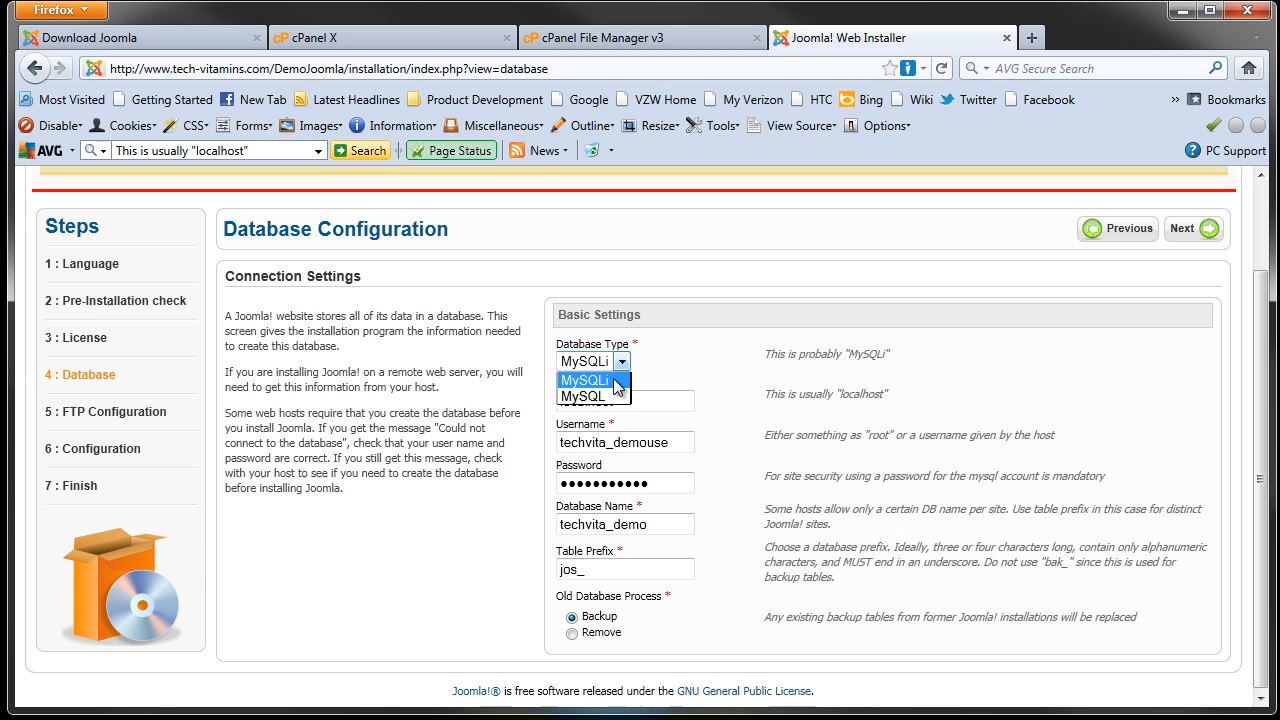 Firefox
Download Joomla
cPanel X
cPanel File Manager v3
Joomla! Web Installer
http://www.tech-vitamins.com/DemoJoomla/installation/index.php?view=database
AVG Secure Search
Most Visited Getting Started New Tab Latest Headlines Product Development Google VZW Home My Verizon HTC Bing Wiki Twitter Facebook » Bookmarks
Disable Cookies CSS Forms Images Information Miscellaneous Outline Resize Tools View Source Options
AVG This is usually "localhost" Search Page Status News PC Support
Steps
1 : Language
2 : Pre-Installation check
3 : License
4 : Database
5 : FTP Configuration
6 : Configuration
7 : Finish
Database Configuration
Previous
Next
Connection Settings
A Joomla! website stores all of its data in a database. This
screen gives the installation program the information needed
to create this database.
If you are installing Joomla! on a remote web server, you will
need to get this information from your host.
Some web hosts require that you create the database before
you install Joomla. If you get the message "Could not
connect to the database", check that your user name and
password are correct. If you still get this message, check
with your host to see if you need to create the database
before installing Joomla.
Basic Settings
Database Type *
MySQLi
MySQLi
MySQL
This is probably "MySQLi"
This is usually "localhost"
Username *
techvita_demouse
Either something as "root" or a username given by the host
Password
●●●●●●●●●●●
For site security using a password for the mysql account is mandatory
Database Name *
techvita_demo
Some hosts allow only a certain DB name per site. Use table prefix in this case for distinct
Joomla! sites.
Table Prefix *
jos_
Choose a database prefix. Ideally, three or four characters long, contain only alphanumeric
characters, and MUST end in an underscore. Do not use "bak_" since this is used for
backup tables.
Old Database Process *
Backup
Remove
Any existing backup tables from former Joomla! installations will be replaced
Joomla!® is free software released under the GNU General Public License.